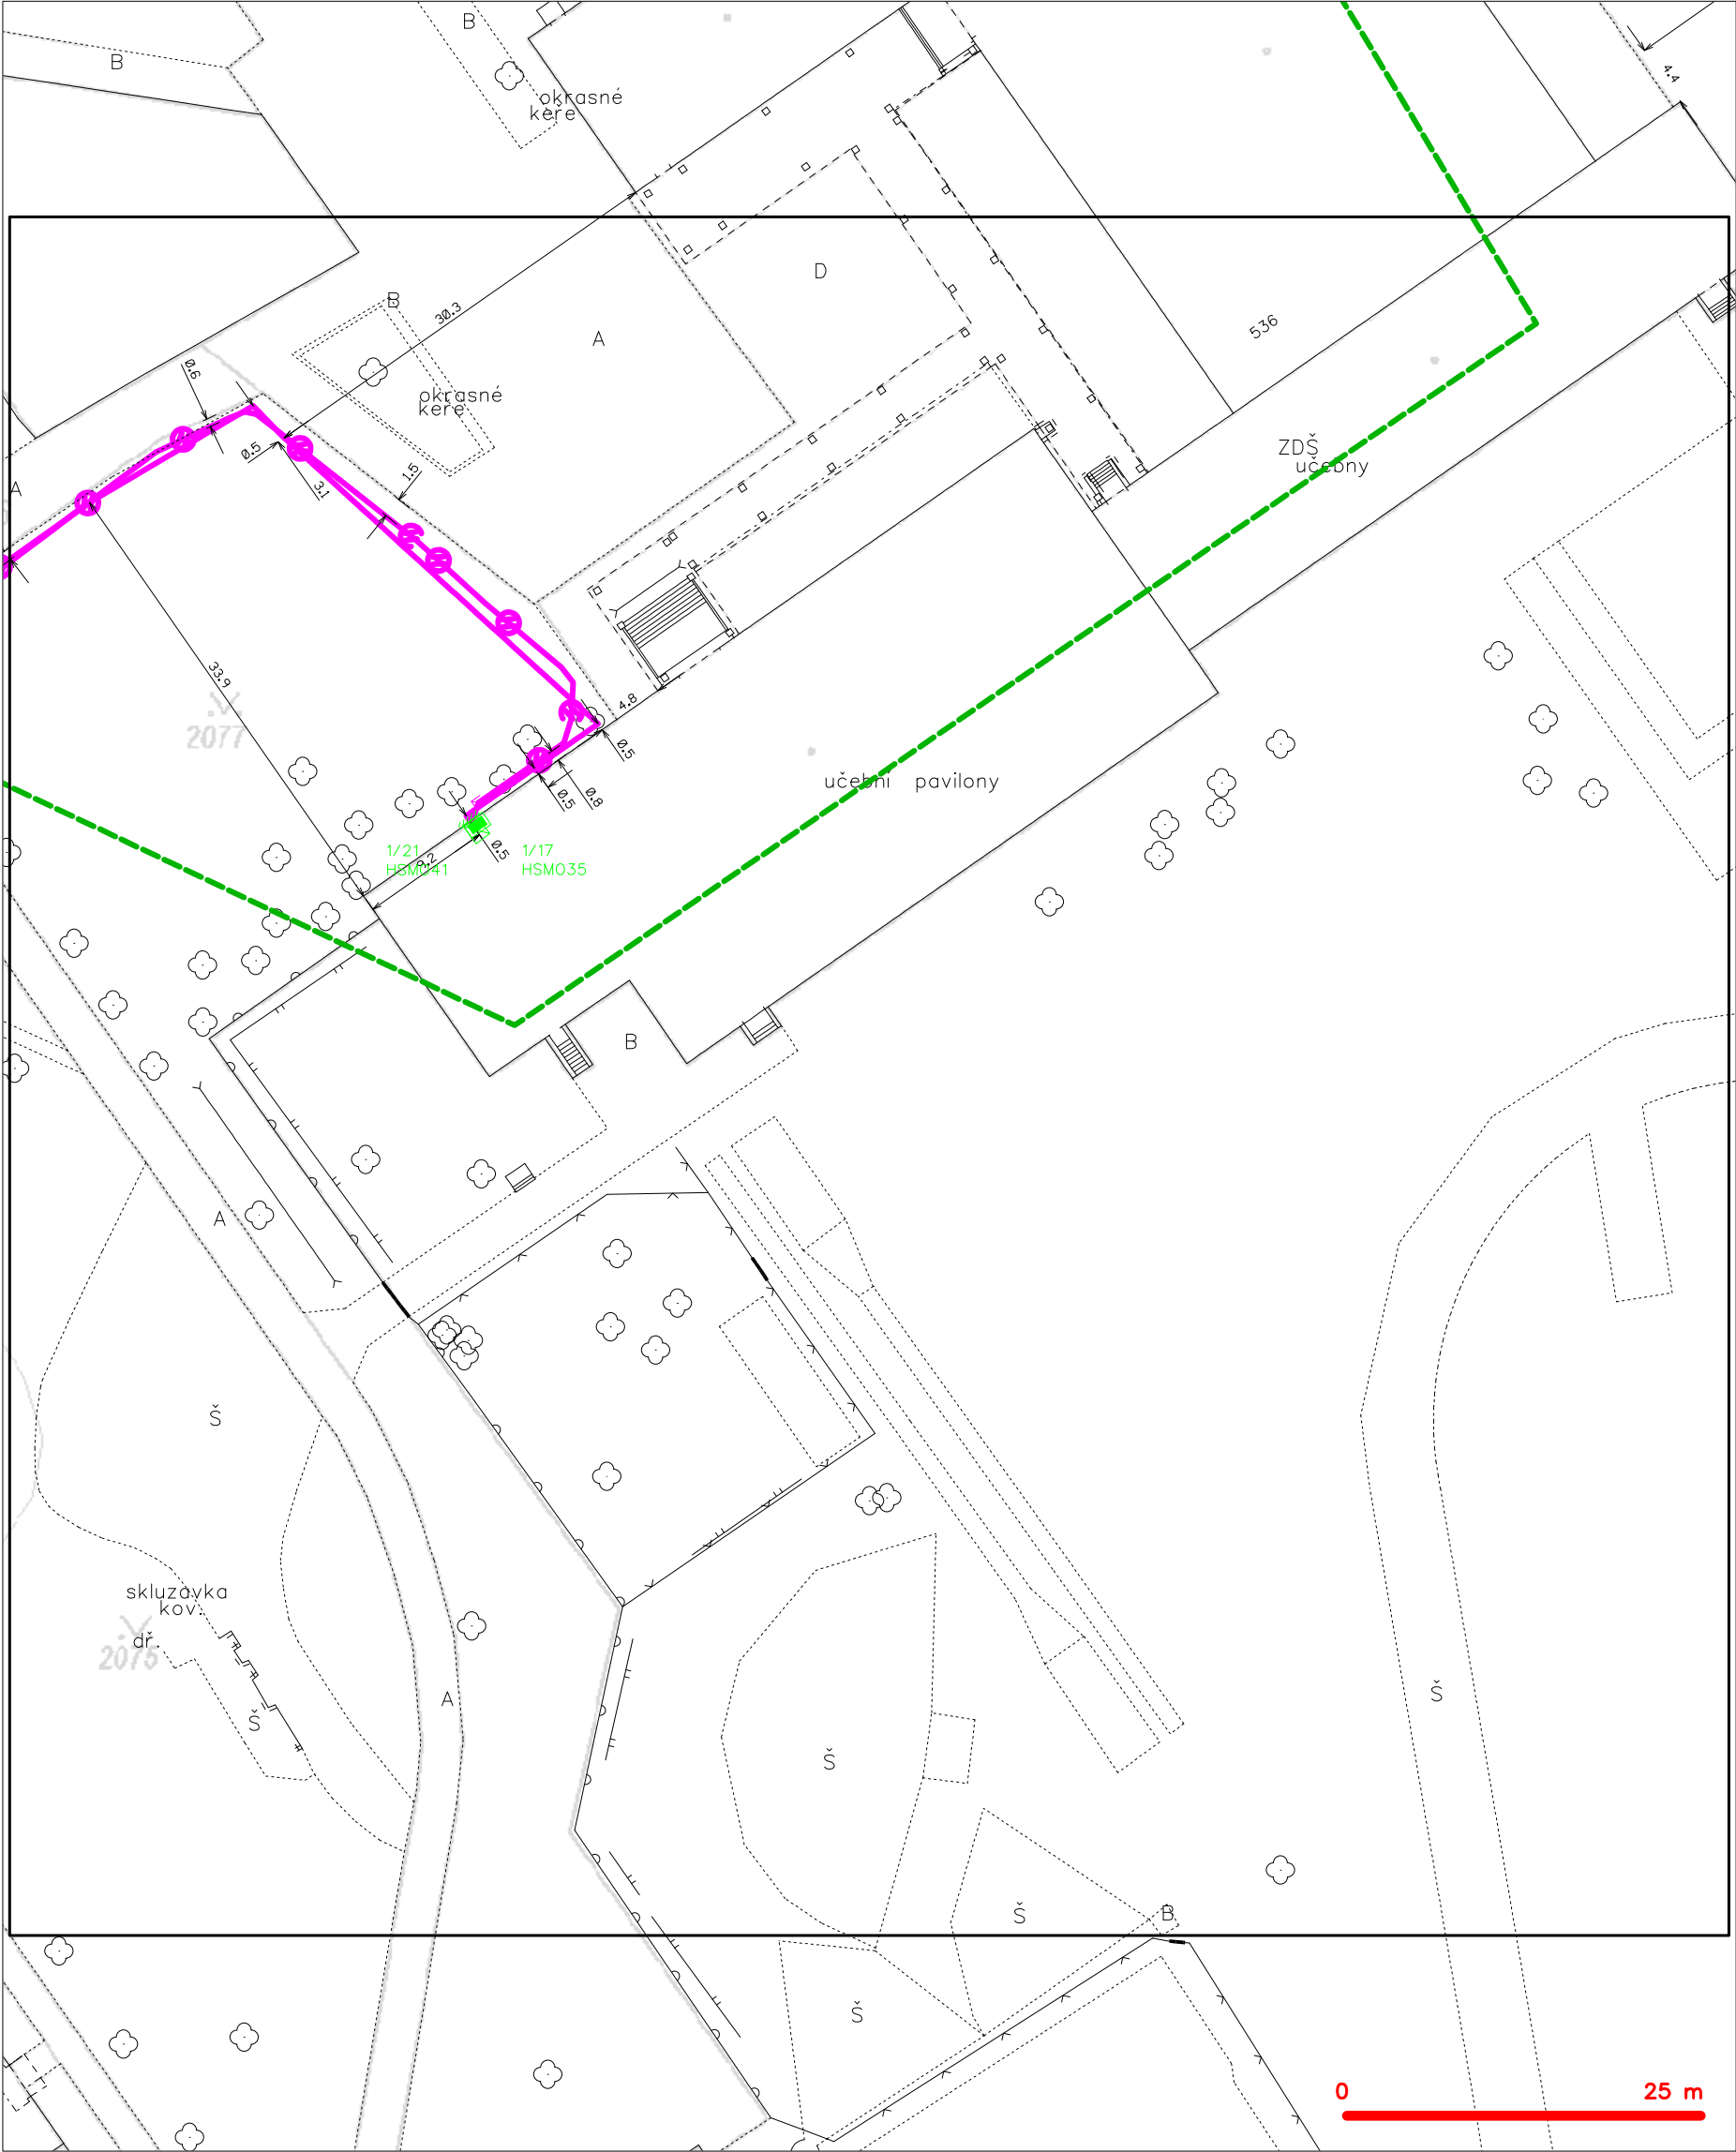 B
B
okrasné
keře
4.4
D
B
30.3
A
536
0.6
okrasné
keře
ZDŠ
učebny
0.5
1.5
3.1
A
33.9
4.8
2077
0.5
učební pavilony
0.8
0.5
1/21
HSM041
9.2
0.5
1/17
HSM035
B
A
Š
skluzavka
kov.
dř.
2075
Š
A
Š
Š
Š
B
Š
0
25 m